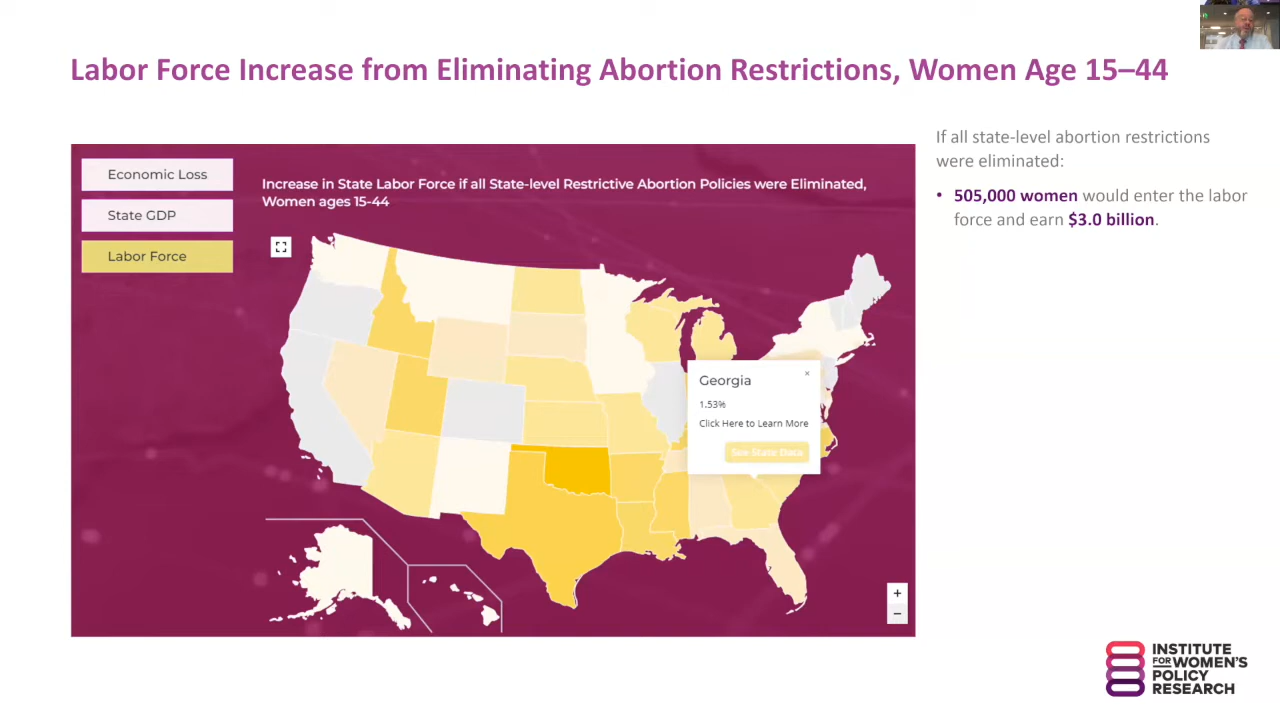 Labor Force Increase from Eliminating Abortion Restrictions, Women Age 15–44
Economic Loss
State GDP
Labor Force
Increase in State Labor Force if all State-level Restrictive Abortion Policies were Eliminated,
Women ages 15-44
Georgia
×
1.53%
Click Here to Learn More
See State Data
+
−
If all state-level abortion restrictions
were eliminated:
• 505,000 women would enter the labor
force and earn $3.0 billion.
INSTITUTE
FOR WOMEN'S
POLICY
RESEARCH